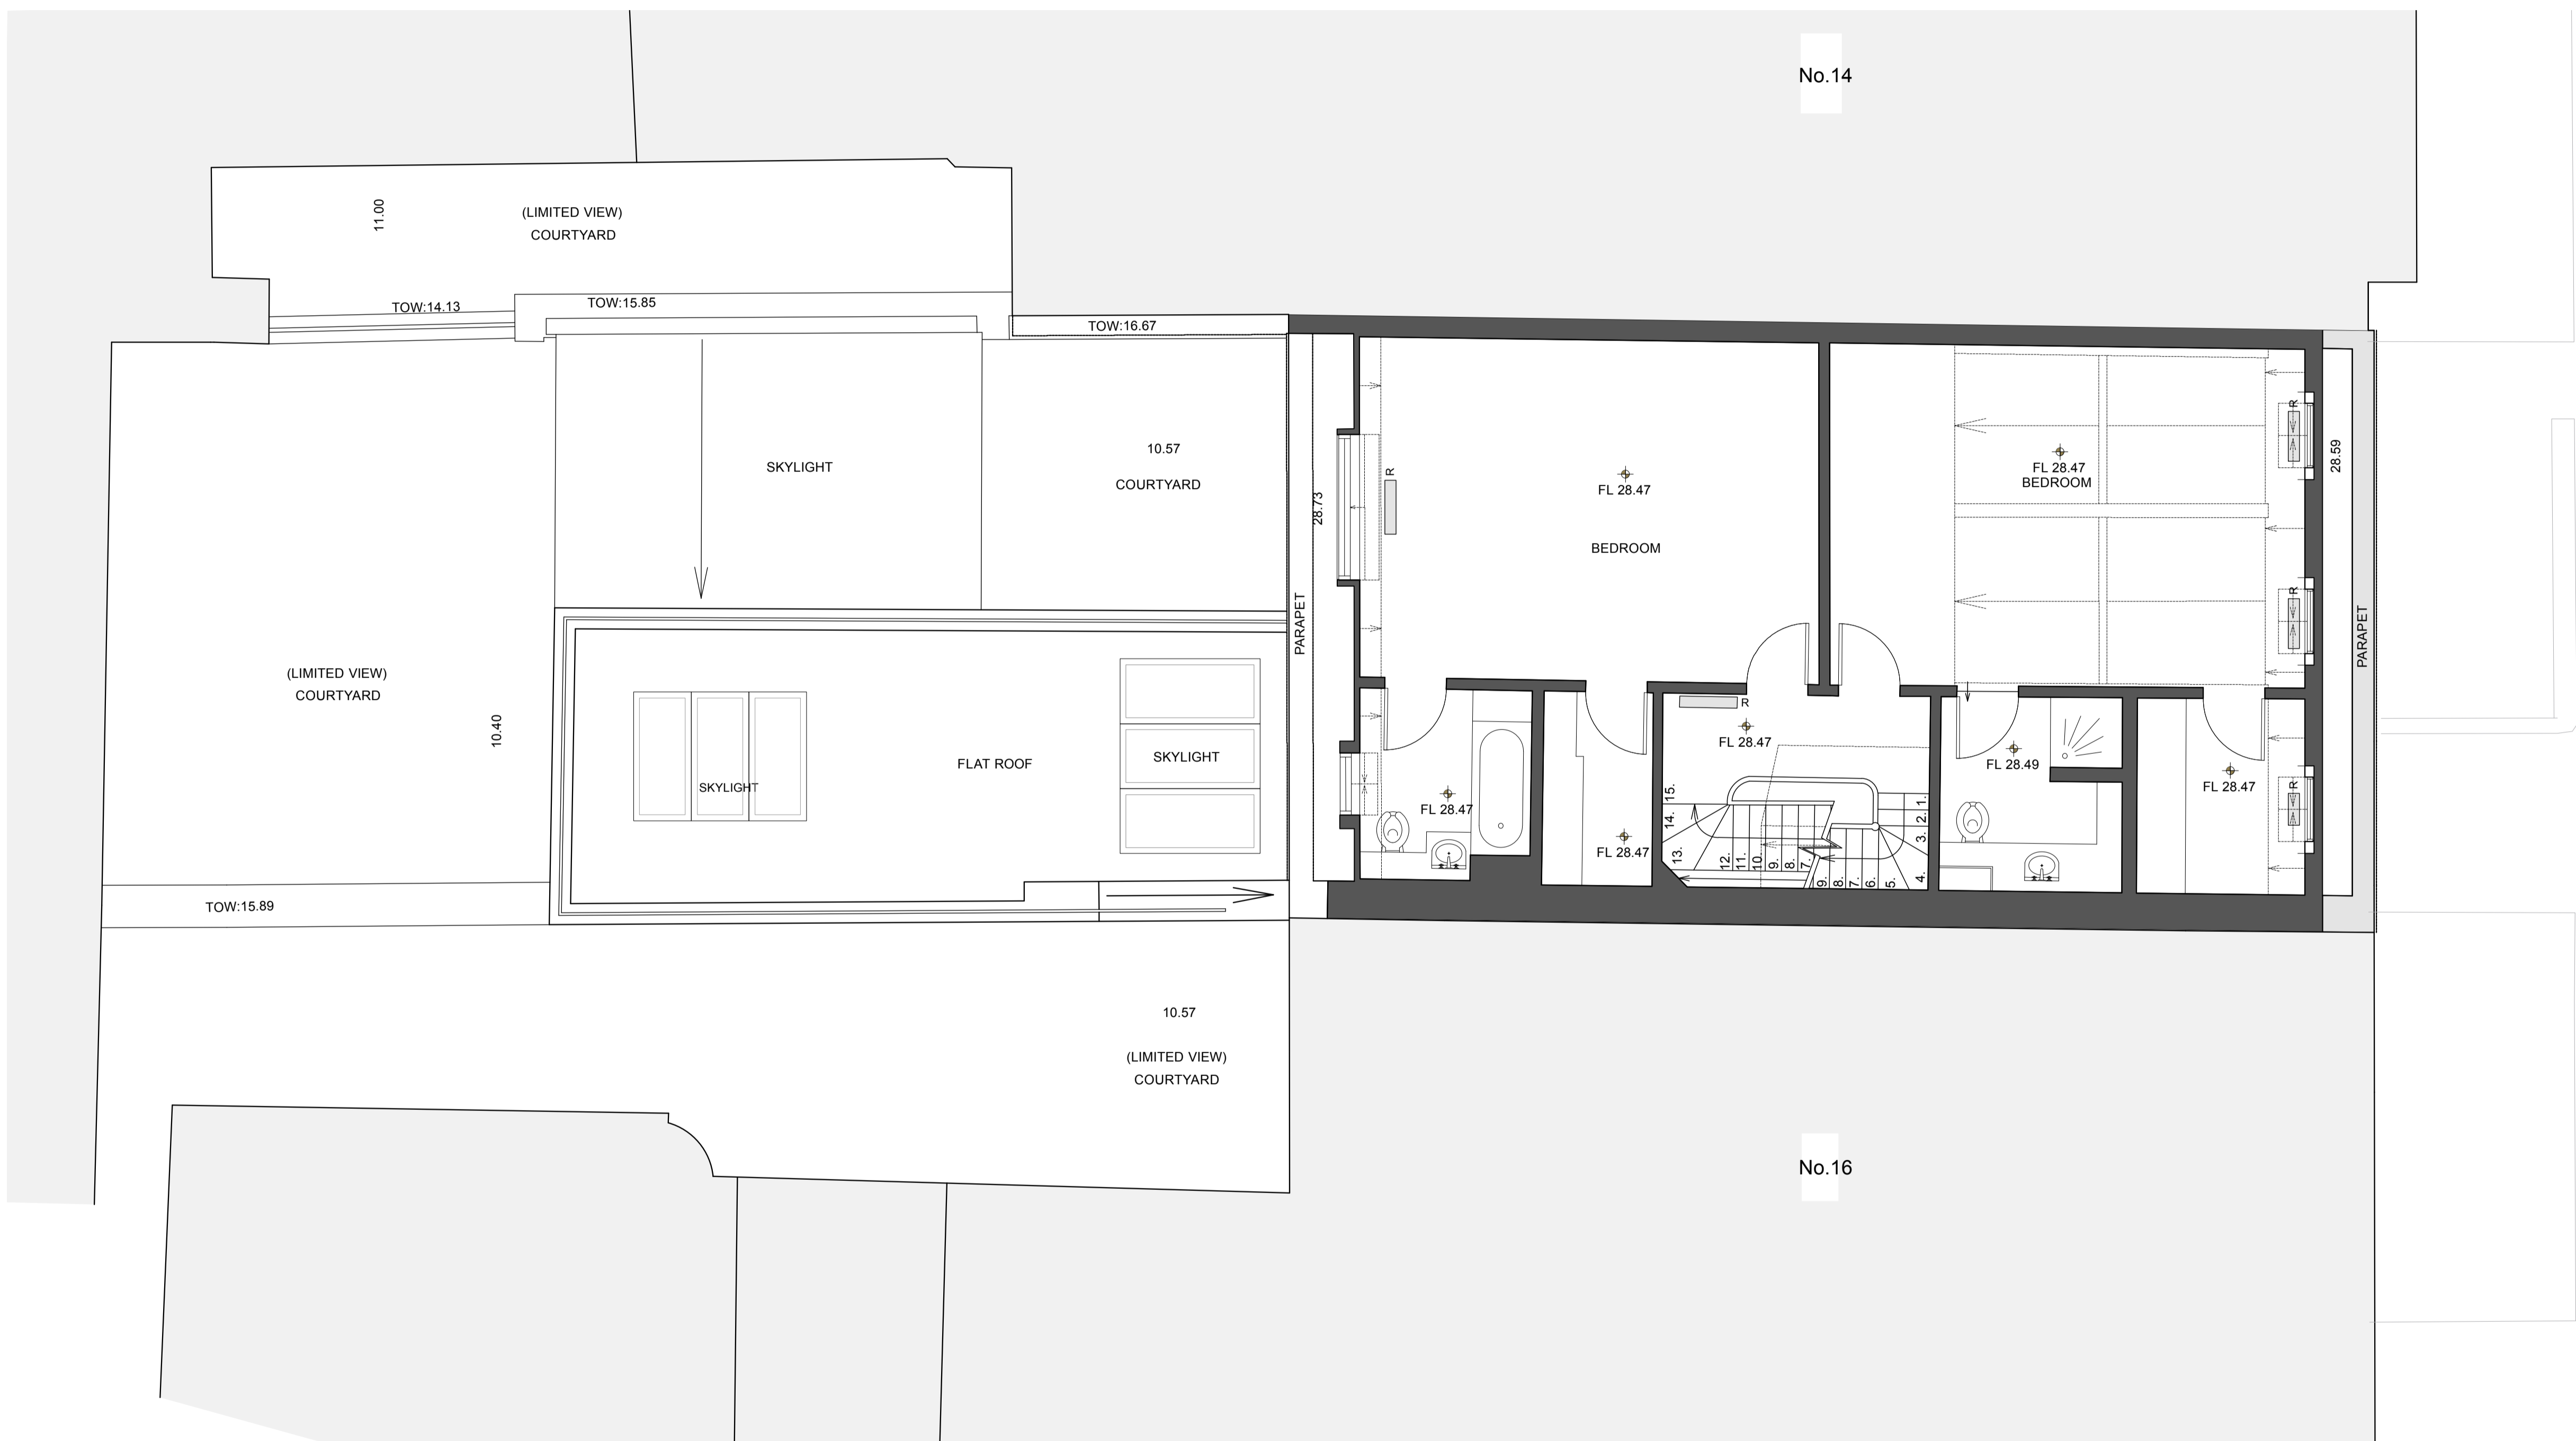 No.14
11.00
(LIMITED VIEW)
COURTYARD
TOW:14.13
TOW:15.85
TOW:16.67
SKYLIGHT
10.57
COURTYARD
28.73
PARAPET
R
FL 28.47
BEDROOM
FL 28.47
BEDROOM
R
R
28.59
PARAPET
(LIMITED VIEW)
COURTYARD
10.40
SKYLIGHT
FLAT ROOF
SKYLIGHT
FL 28.47
FL 28.47
R
FL 28.47
15.
14.
13.
12.
11.
10.
9.
8.
7.
9.
8.
7.
6.
5.
4.
3.
2.
1.
FL 28.49
FL 28.47
R
TOW:15.89
10.57
(LIMITED VIEW)
COURTYARD
No.16